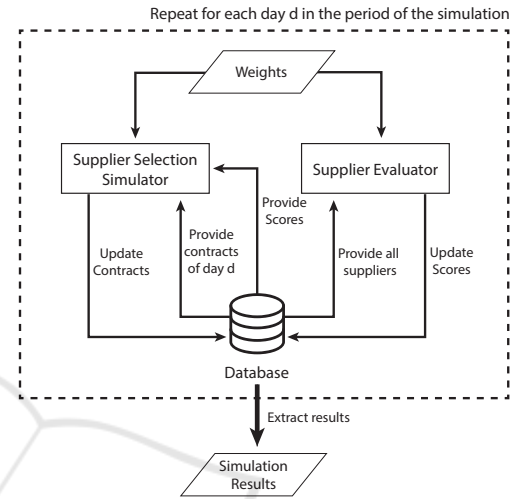 Repeat for each day d in the period of the simulation
Weights
Supplier Selection
Simulator
Supplier Evaluator
Provide
Scores
Update
Contracts
Provide
contracts
of day d
Provide all
suppliers
Update
Scores
Database
Extract results
Simulation
Results